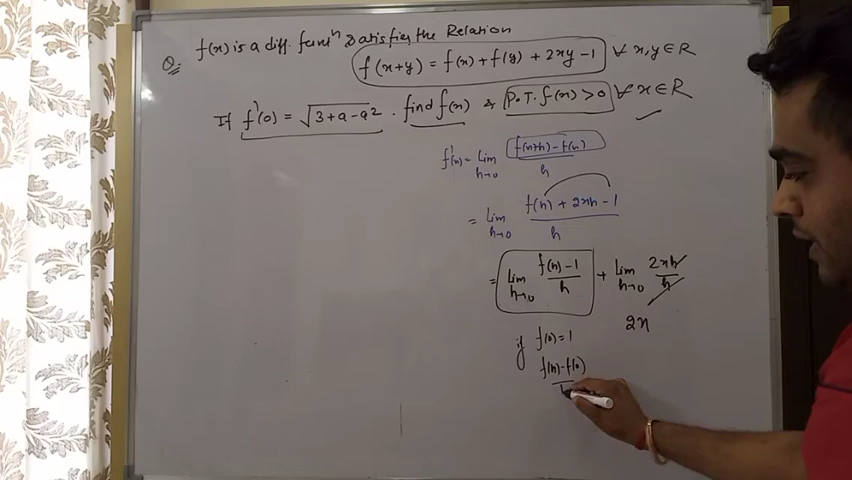 Q. f(x) is a diff. funcⁿ satisfies the Relation
f(x+y) = f(x) + f(y) + 2xy - 1 ∀ x,y ∈ R
If f'(0) = √3+a-a². find f(x) & P.T. f(x) > 0 ∀ x ∈ R
f'(x) = lim h→0 f(x+h) - f(x) / h
= lim h→0 f(h) + 2xh - 1 / h
= lim h→0 f(h) - 1 / h + lim h→0 2xh / h
2x
if f(0) = 1
f(h) - f(0) / h